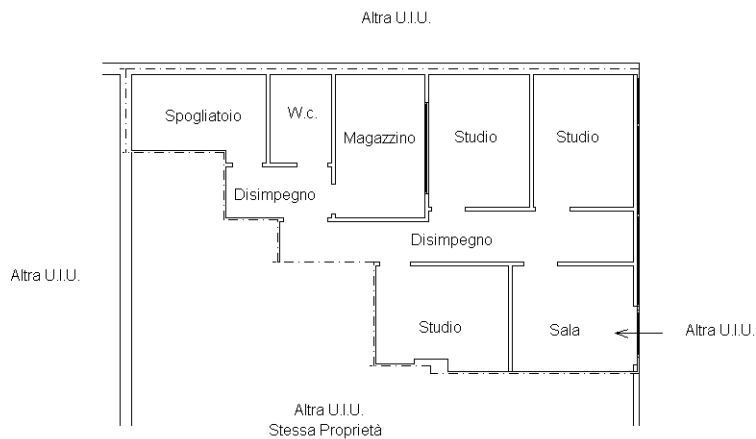 Altra U.I.U.
Spogliatoio
W.c.
Magazzino
Studio
Studio
Disimpegno
Disimpegno
Altra U.I.U.
Studio
Sala
Altra U.I.U.
Altra U.I.U.
Stessa Proprietà